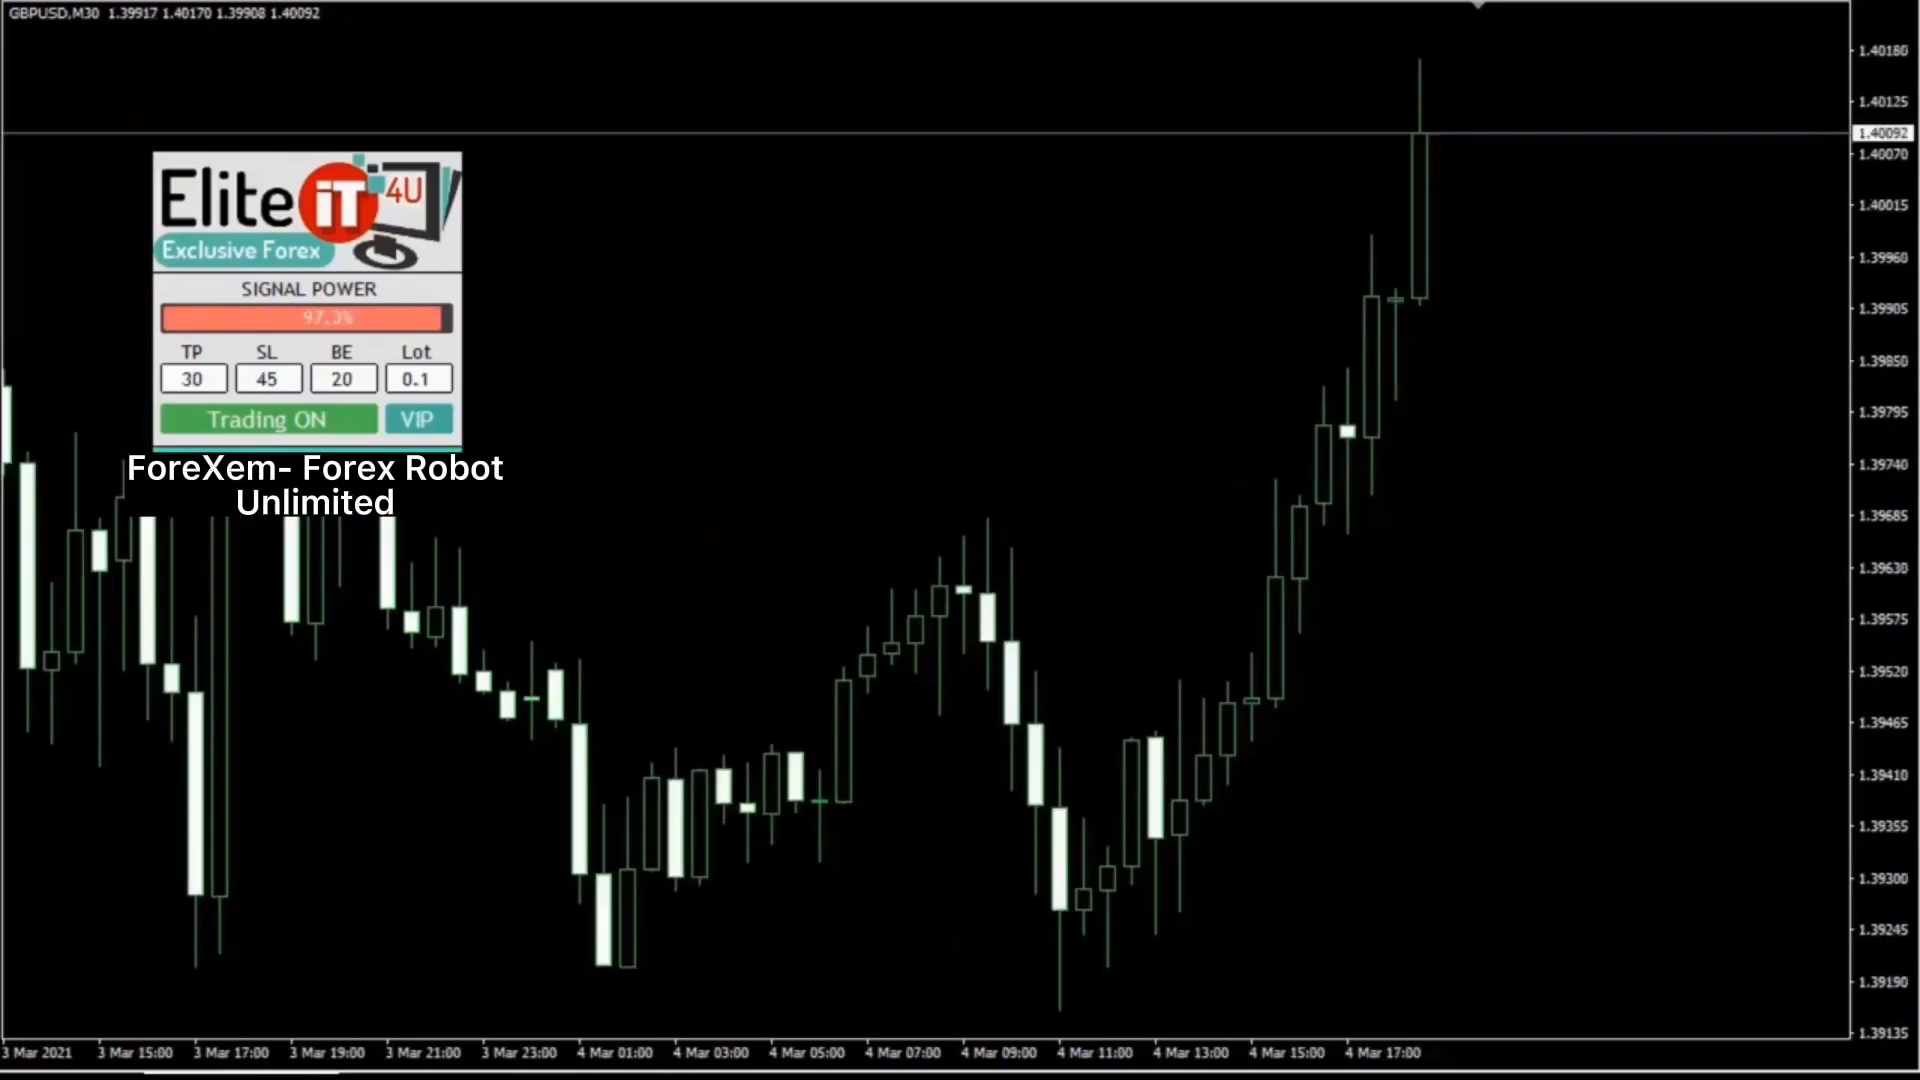 GBPUSD,M30 1.39917 1.40170 1.39908 1.40092
Elite iT 4U
Exclusive Forex
SIGNAL POWER
97.0%
TP SL BE Lot
30 45 20 0.1
Trading ON VIP
ForeXem- Forex Robot
Unlimited
1.40180
1.40125
1.40092
1.40070
1.40015
1.39960
1.39905
1.39850
1.39795
1.39740
1.39685
1.39630
1.39575
1.39520
1.39465
1.39410
1.39355
1.39300
1.39245
1.39190
1.39135
3 Mar 2021 3 Mar 15:00 3 Mar 17:00 3 Mar 19:00 3 Mar 21:00 3 Mar 23:00 4 Mar 01:00 4 Mar 03:00 4 Mar 05:00 4 Mar 07:00 4 Mar 09:00 4 Mar 11:00 4 Mar 13:00 4 Mar 15:00 4 Mar 17:00